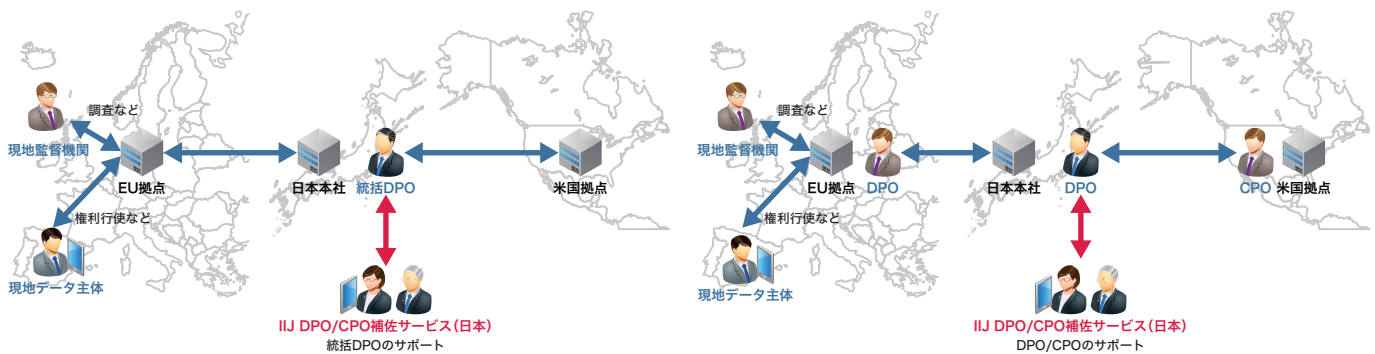 調査など
現地監督機関
EU拠点
日本本社
統括DPO
米国拠点
権利行使など
現地データ主体
IIJ DPO/CPO補佐サービス（日本）
統括DPOのサポート
調査など
現地監督機関
EU拠点
DPO
日本本社
DPO
CPO
米国拠点
権利行使など
現地データ主体
IIJ DPO/CPO補佐サービス（日本）
DPO/CPOのサポート